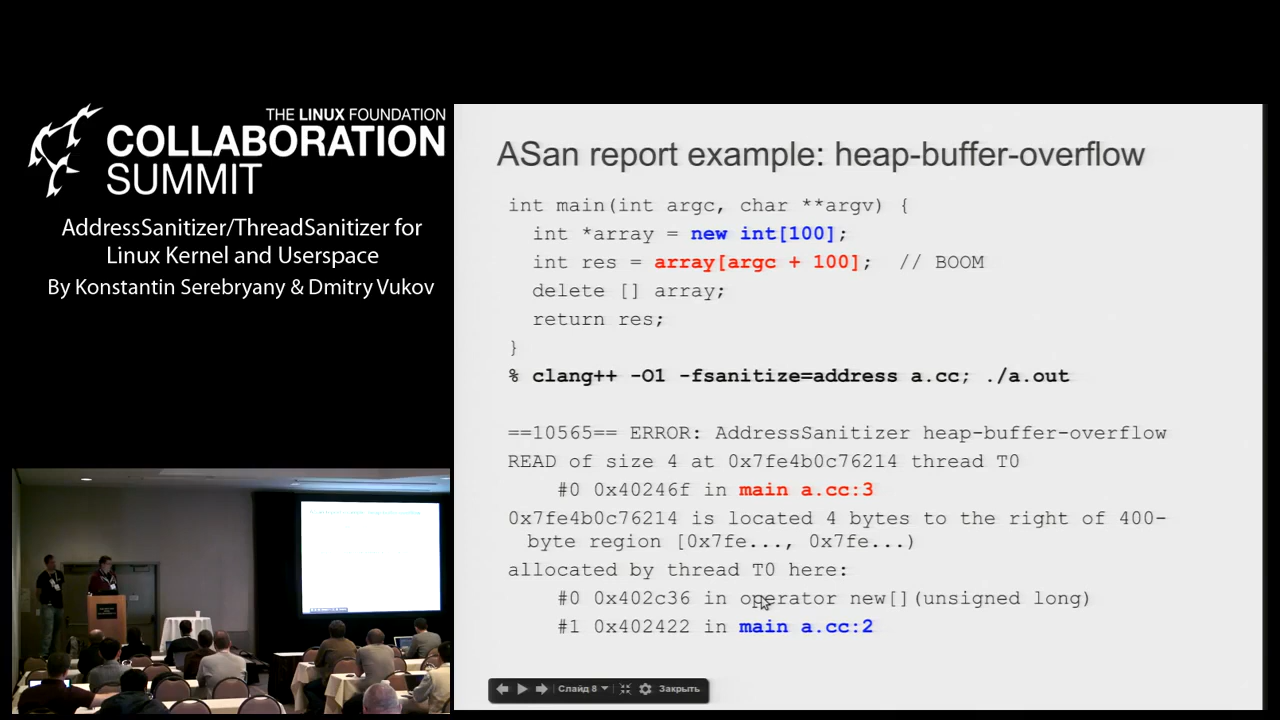 THE LINUX FOUNDATION
COLLABORATION
SUMMIT
AddressSanitizer/ThreadSanitizer for
Linux Kernel and Userspace
By Konstantin Serebryany & Dmitry Vukov
ASan report example: heap-buffer-overflow
int main(int argc, char **argv) {
int *array = new int[100];
int res = array[argc + 100]; // BOOM
delete [] array;
return res;
}
% clang++ -O1 -fsanitize=address a.cc; ./a.out
==10565== ERROR: AddressSanitizer heap-buffer-overflow
READ of size 4 at 0x7fe4b0c76214 thread T0
#0 0x40246f in main a.cc:3
0x7fe4b0c76214 is located 4 bytes to the right of 400-
byte region [0x7fe..., 0x7fe...)
allocated by thread T0 here:
#0 0x402c36 in operator new[](unsigned long)
#1 0x402422 in main a.cc:2
Слайд 8
Закрыть